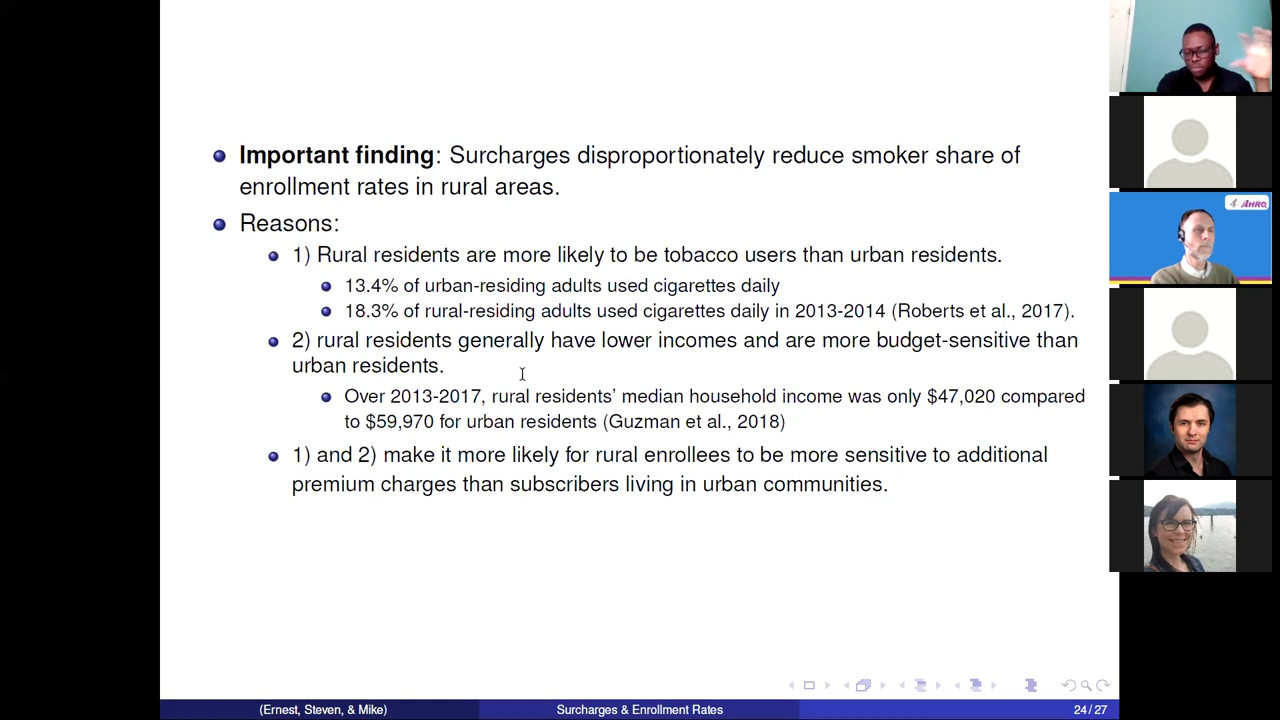 Important finding: Surcharges disproportionately reduce smoker share of
enrollment rates in rural areas.
Reasons:
1) Rural residents are more likely to be tobacco users than urban residents.
13.4% of urban-residing adults used cigarettes daily
18.3% of rural-residing adults used cigarettes daily in 2013-2014 (Roberts et al., 2017).
2) rural residents generally have lower incomes and are more budget-sensitive than
urban residents.
Over 2013-2017, rural residents' median household income was only $47,020 compared
to $59,970 for urban residents (Guzman et al., 2018)
1) and 2) make it more likely for rural enrollees to be more sensitive to additional
premium charges than subscribers living in urban communities.
(Ernest, Steven, & Mike) Surcharges & Enrollment Rates 24/27
AHRQ